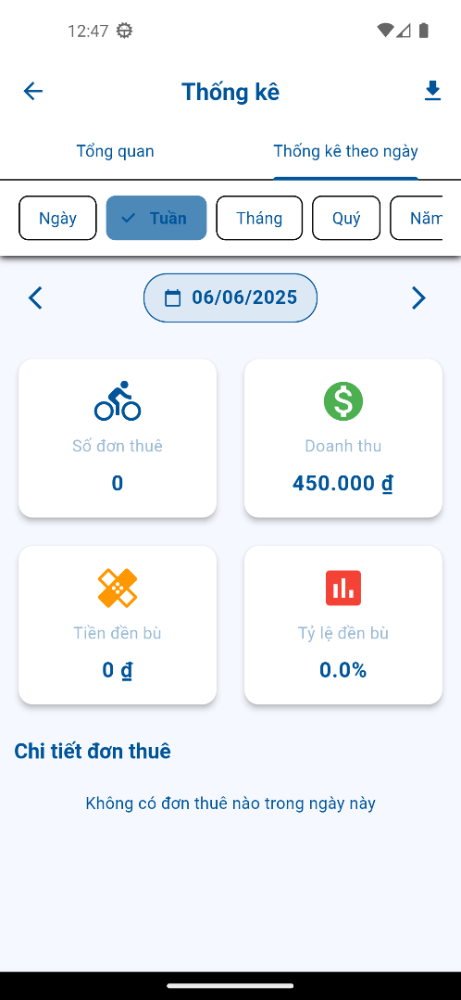 12:47
Thống kê
Tổng quan
Thống kê theo ngày
Ngày
Tuần
Tháng
Quý
Năm
06/06/2025
Số đơn thuê
0
Doanh thu
450.000 ₫
Tiền đền bù
0 ₫
Tỷ lệ đền bù
0.0%
Chi tiết đơn thuê
Không có đơn thuê nào trong ngày này